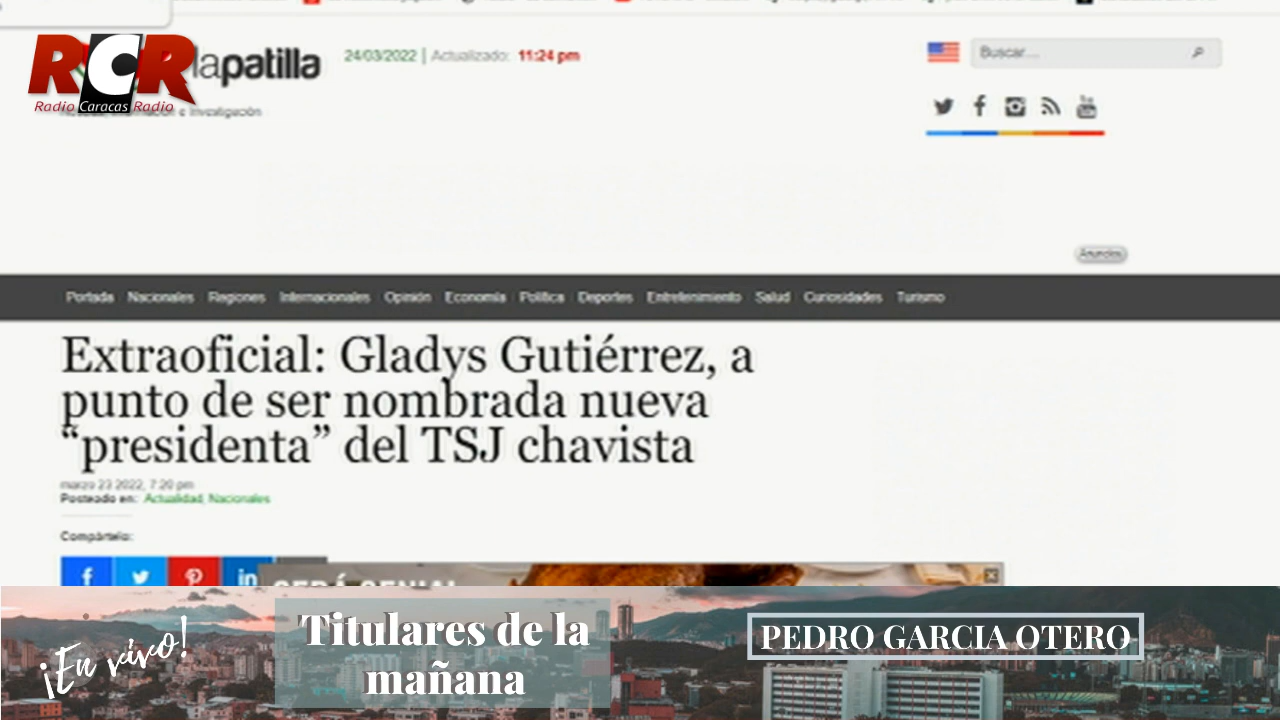 RCR
Radio Caracas Radio
lapatilla
24/03/2022 | Actualizado: 11:24 pm
e investigación
Buscar...
You
Anuncios
Portada Nacionales Regiones Internacionales Opinión Economía Política Deportes Entretenimiento Salud Curiosidades Turismo
Extraoficial: Gladys Gutiérrez, a
punto de ser nombrada nueva
“presidenta” del TSJ chavista
marzo 23 2022, 7:20 pm
Posteado en: Actualidad, Nacionales
Compártelo:
in
¡En vivo!
Titulares de la
mañana
PEDRO GARCIA OTERO